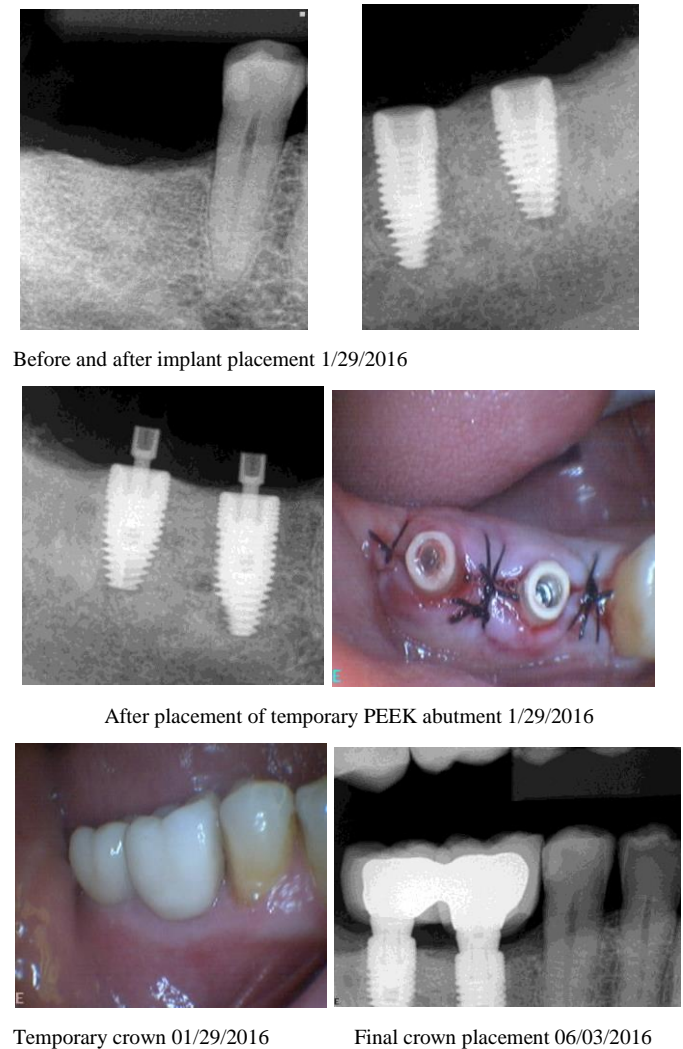 Before and after implant placement 1/29/2016
E
After placement of temporary PEEK abutment 1/29/2016
E
E
Temporary crown 01/29/2016 Final crown placement 06/03/2016